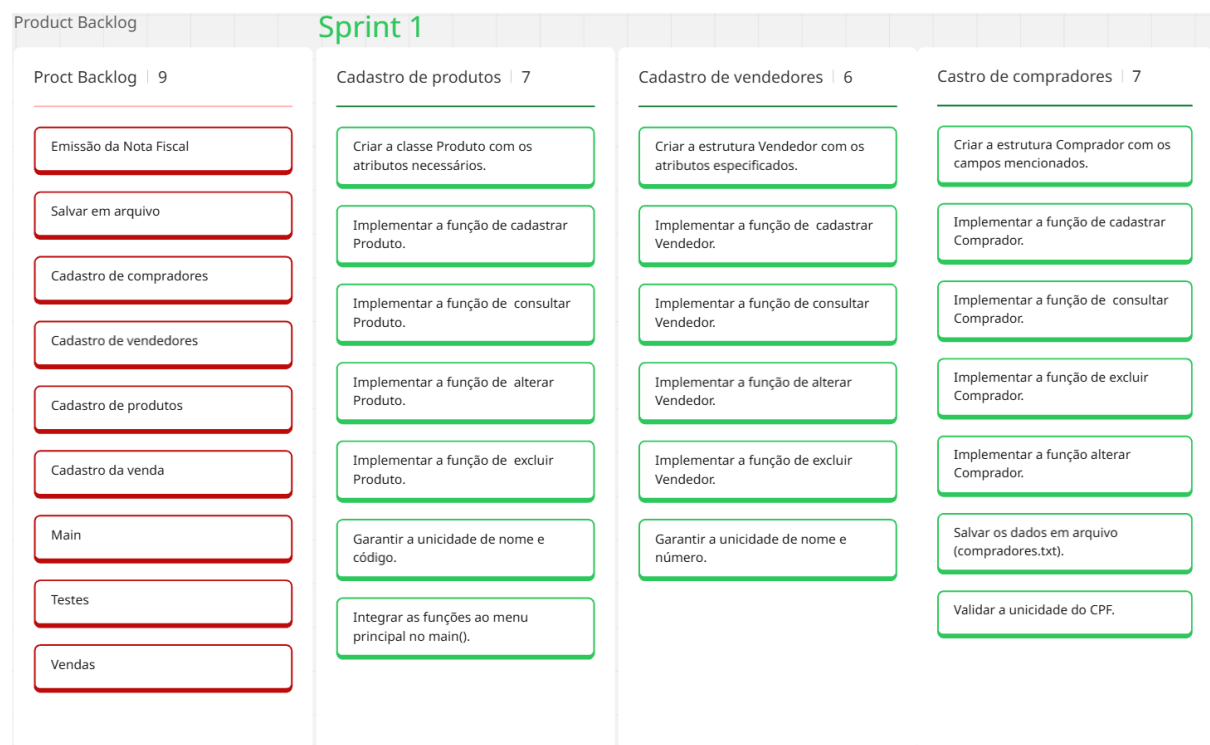 Product Backlog
Sprint 1
Proct Backlog | 9
Emissão da Nota Fiscal
Salvar em arquivo
Cadastro de compradores
Cadastro de vendedores
Cadastro de produtos
Cadastro da venda
Main
Testes
Vendas
Cadastro de produtos | 7
Criar a classe Produto com os
atributos necessários.
Implementar a função de cadastrar
Produto.
Implementar a função de consultar
Produto.
Implementar a função de alterar
Produto.
Implementar a função de excluir
Produto.
Garantir a unicidade de nome e
código.
Integrar as funções ao menu
principal no main().
Cadastro de vendedores | 6
Criar a estrutura Vendedor com os
atributos especificados.
Implementar a função de cadastrar
Vendedor.
Implementar a função de consultar
Vendedor.
Implementar a função de alterar
Vendedor.
Implementar a função de excluir
Vendedor.
Garantir a unicidade de nome e
número.
Castro de compradores | 7
Criar a estrutura Comprador com os
campos mencionados.
Implementar a função de cadastrar
Comprador.
Implementar a função de consultar
Comprador.
Implementar a função de excluir
Comprador.
Implementar a função alterar
Comprador.
Salvar os dados em arquivo
(compradores.txt).
Validar a unicidade do CPF.